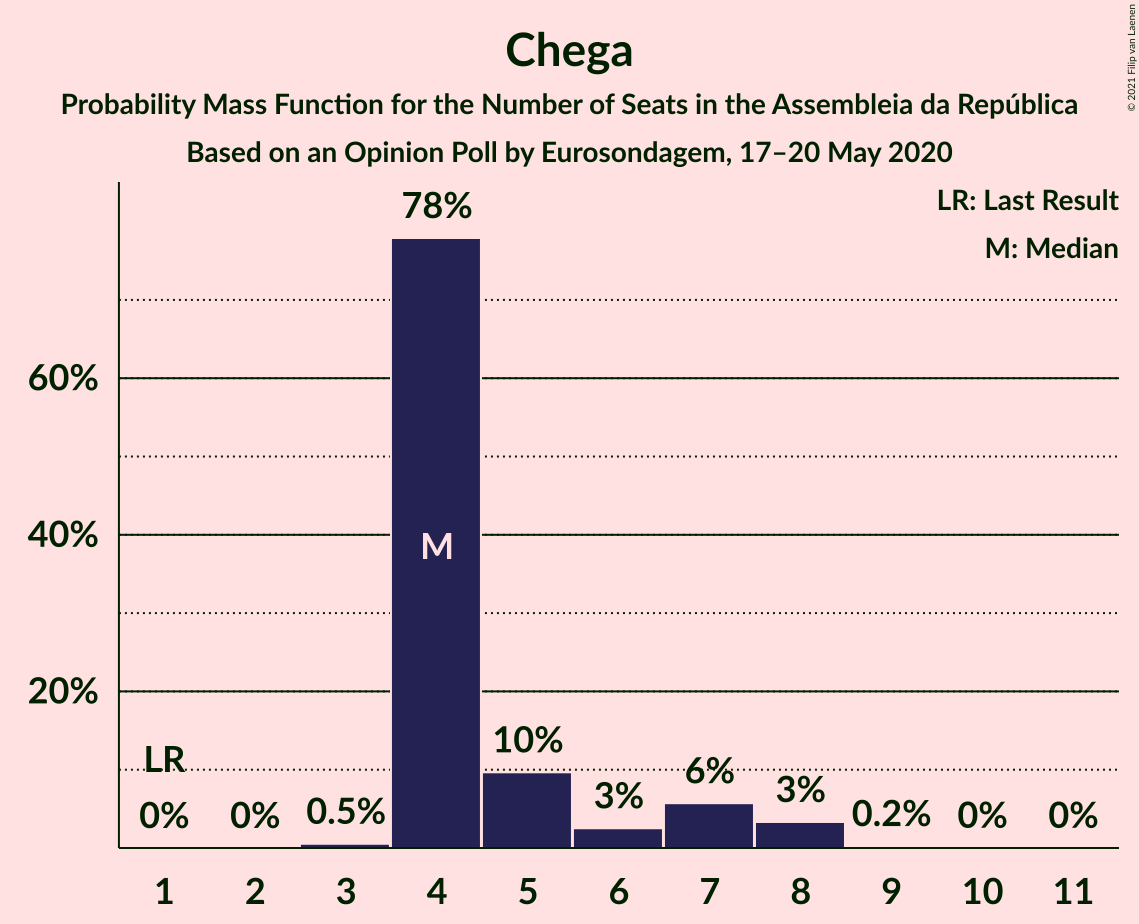 Chega
Probability Mass Function for the Number of Seats in the Assembleia da República
Based on an Opinion Poll by Eurosondagem, 17–20 May 2020
© 2021 Filip van Laenen
LR: Last Result
M: Median
78%
60%
40%
M
20%
LR
10%
0%
0%
0.5%
3%
6%
3%
0.2%
0%
0%
1 2 3 4 5 6 7 8 9 10 11